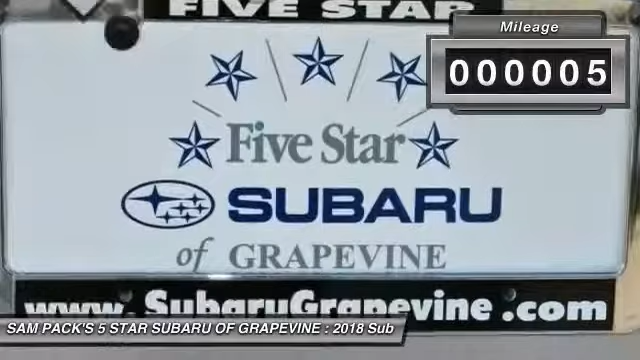 FIVE STAR
Mileage
000005
Five Star
SUBARU
of GRAPEVINE
www.SubaruGrapevine.com
SAM PACK'S 5 STAR SUBARU OF GRAPEVINE : 2018 Sub